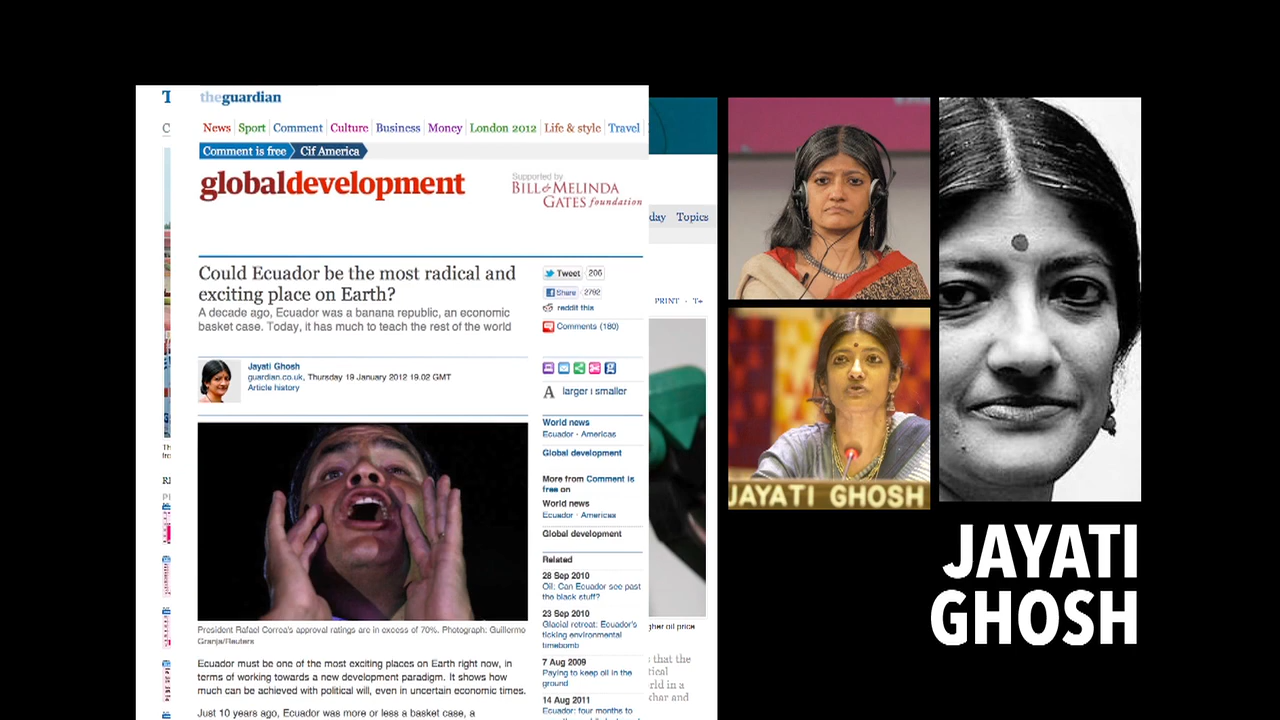 theguardian
News Sport Comment Culture Business Money London 2012 Life & style Travel
Comment is free Cif America
globaldevelopment
Supported by
BILL & MELINDA
GATES foundation
Could Ecuador be the most radical and
exciting place on Earth?
A decade ago, Ecuador was a banana republic, an economic
basket case. Today, it has much to teach the rest of the world
Jayati Ghosh
guardian.co.uk, Thursday 19 January 2012 19.02 GMT
Article history
President Rafael Correa's approval ratings are in excess of 70%. Photograph: Guillermo
Granja/Reuters
Ecuador must be one of the most exciting places on Earth right now, in
terms of working towards a new development paradigm. It shows how
much can be achieved with political will, even in uncertain economic times.
Just 10 years ago, Ecuador was more or less a basket case, a
Tweet 206
Share 2792
reddit this
Comments (180)
A larger | smaller
World news
Ecuador · Americas
Global development
More from Comment is
free on
World news
Ecuador · Americas
Global development
Related
28 Sep 2010
Oil: Can Ecuador see past
the black stuff?
23 Sep 2010
Glacial retreat: Ecuador's
ticking environmental
timebomb
7 Aug 2009
Paying to keep oil in the
ground
14 Aug 2011
Ecuador: four months to
Topics
PRINT · T+
oil price
s that the
in a
and
JAYATI GHOSH
JAYATI
GHOSH